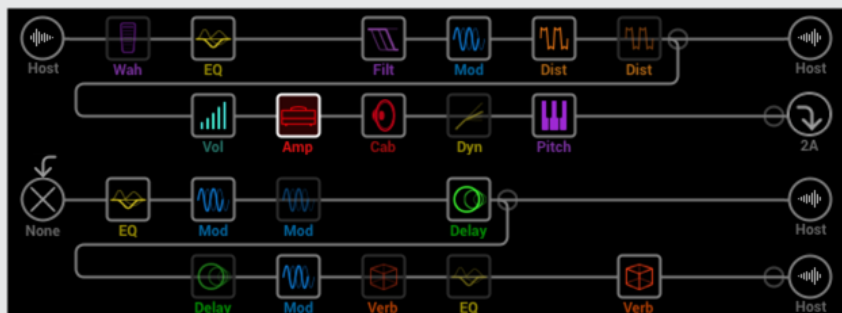 Host Wah EQ Filt Mod Dist Dist Host
Vol Amp Cab Dyn Pitch 2A
None EQ Mod Mod Delay Host
Delay Mod Verb EQ Verb Host